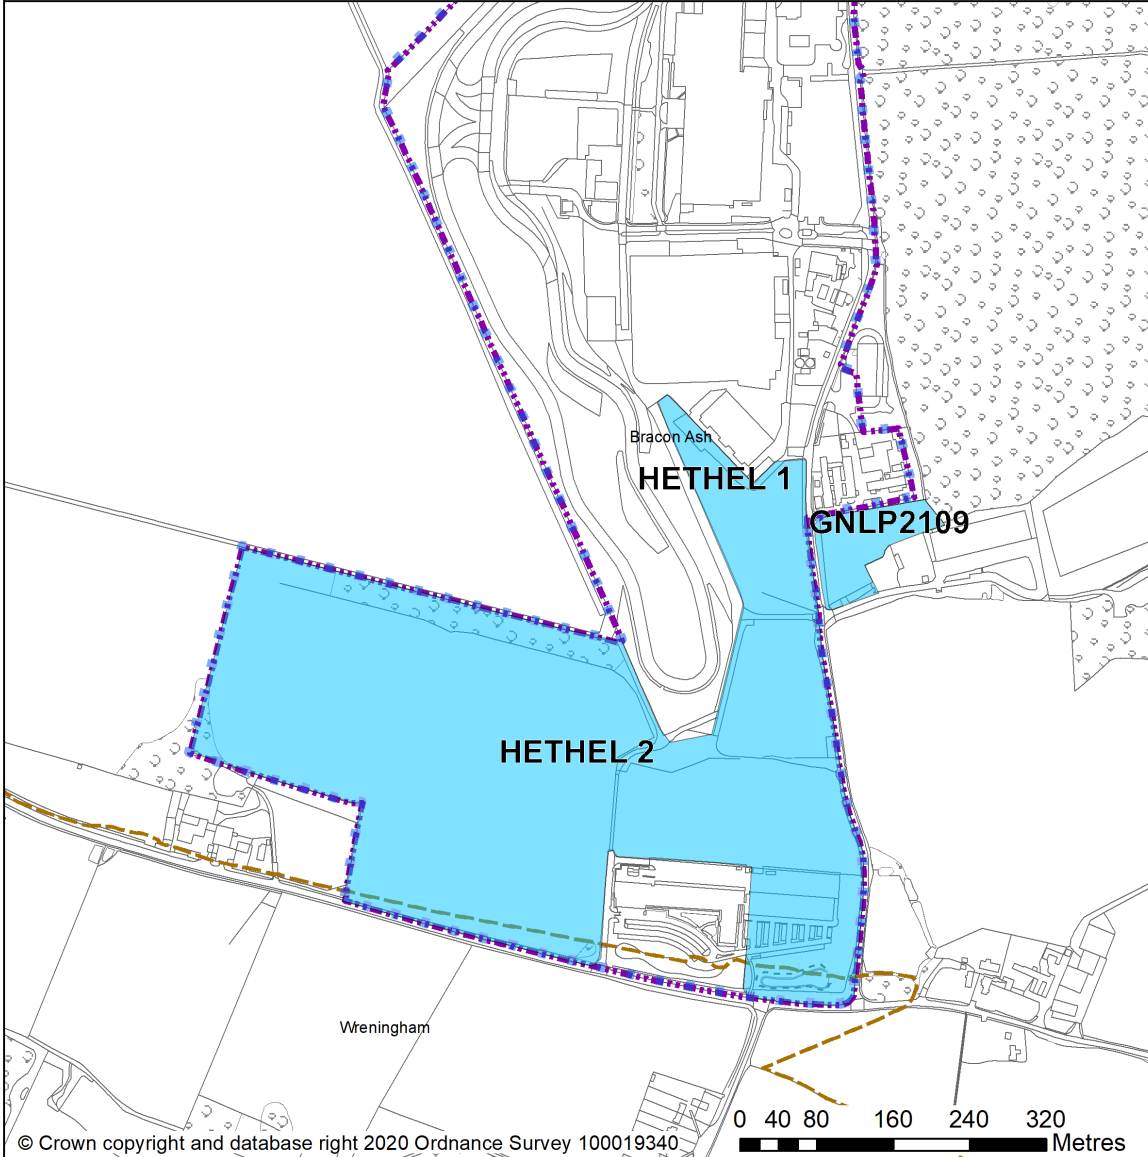 Bracon Ash
HETHEL 1
GNLP2109
HETHEL 2
Wreningham
0 40 80 160 240 320
Metres
© Crown copyright and database right 2020 Ordnance Survey 100019340